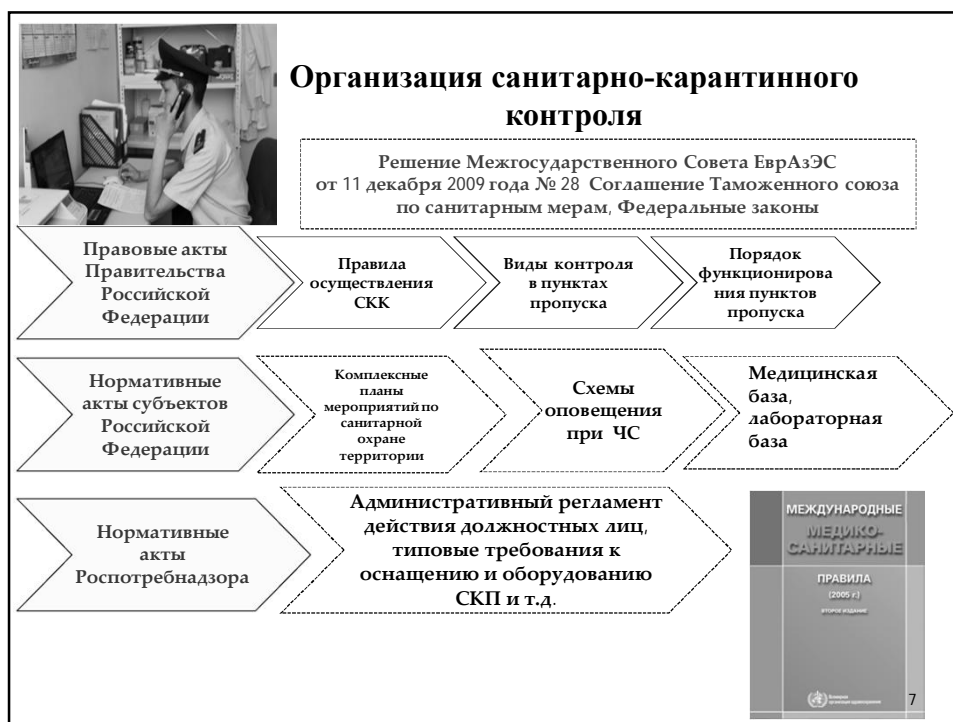 Организация санитарно-карантинного
контроля
Решение Межгосударственного Совета ЕврАзЭС
от 11 декабря 2009 года № 28 Соглашение Таможенного союза
по санитарным мерам, Федеральные законы
Правовые акты
Правительства
Российской
Федерации
Правила
осуществления
СКК
Виды контроля
в пунктах
пропуска
Порядок
функционирова
ния пунктов
пропуска
Нормативные
акты субъектов
Российской
Федерации
Комплексные
планы
мероприятий по
санитарной
охране
территории
Схемы
оповещения
при ЧС
Медицинская
база,
лабораторная
база
Нормативные
акты
Роспотребнадзора
Административный регламент
действия должностных лиц,
типовые требования к
оснащению и оборудованию
СКП и т.д.
МЕЖДУНАРОДНЫЕ
МЕДИКО-
САНИТАРНЫЕ
ПРАВИЛА
(2005 г.)
ВТОРОЕ ИЗДАНИЕ
7